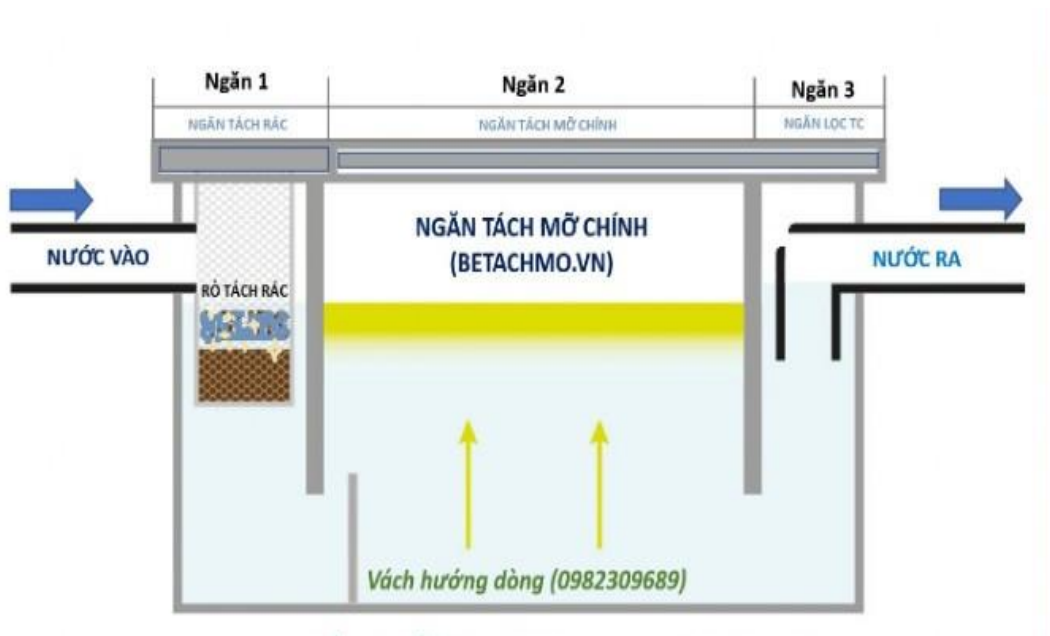 Ngăn 1
Ngăn 2
Ngăn 3
NGĂN TÁCH RÁC
NGĂN TÁCH MỠ CHÍNH
NGĂN LỌC TC
NGĂN TÁCH MỠ CHÍNH
(BETACHMO.VN)
NƯỚC VÀO
NƯỚC RA
RỎ TÁCH RÁC
Vách hướng dòng (0982309689)